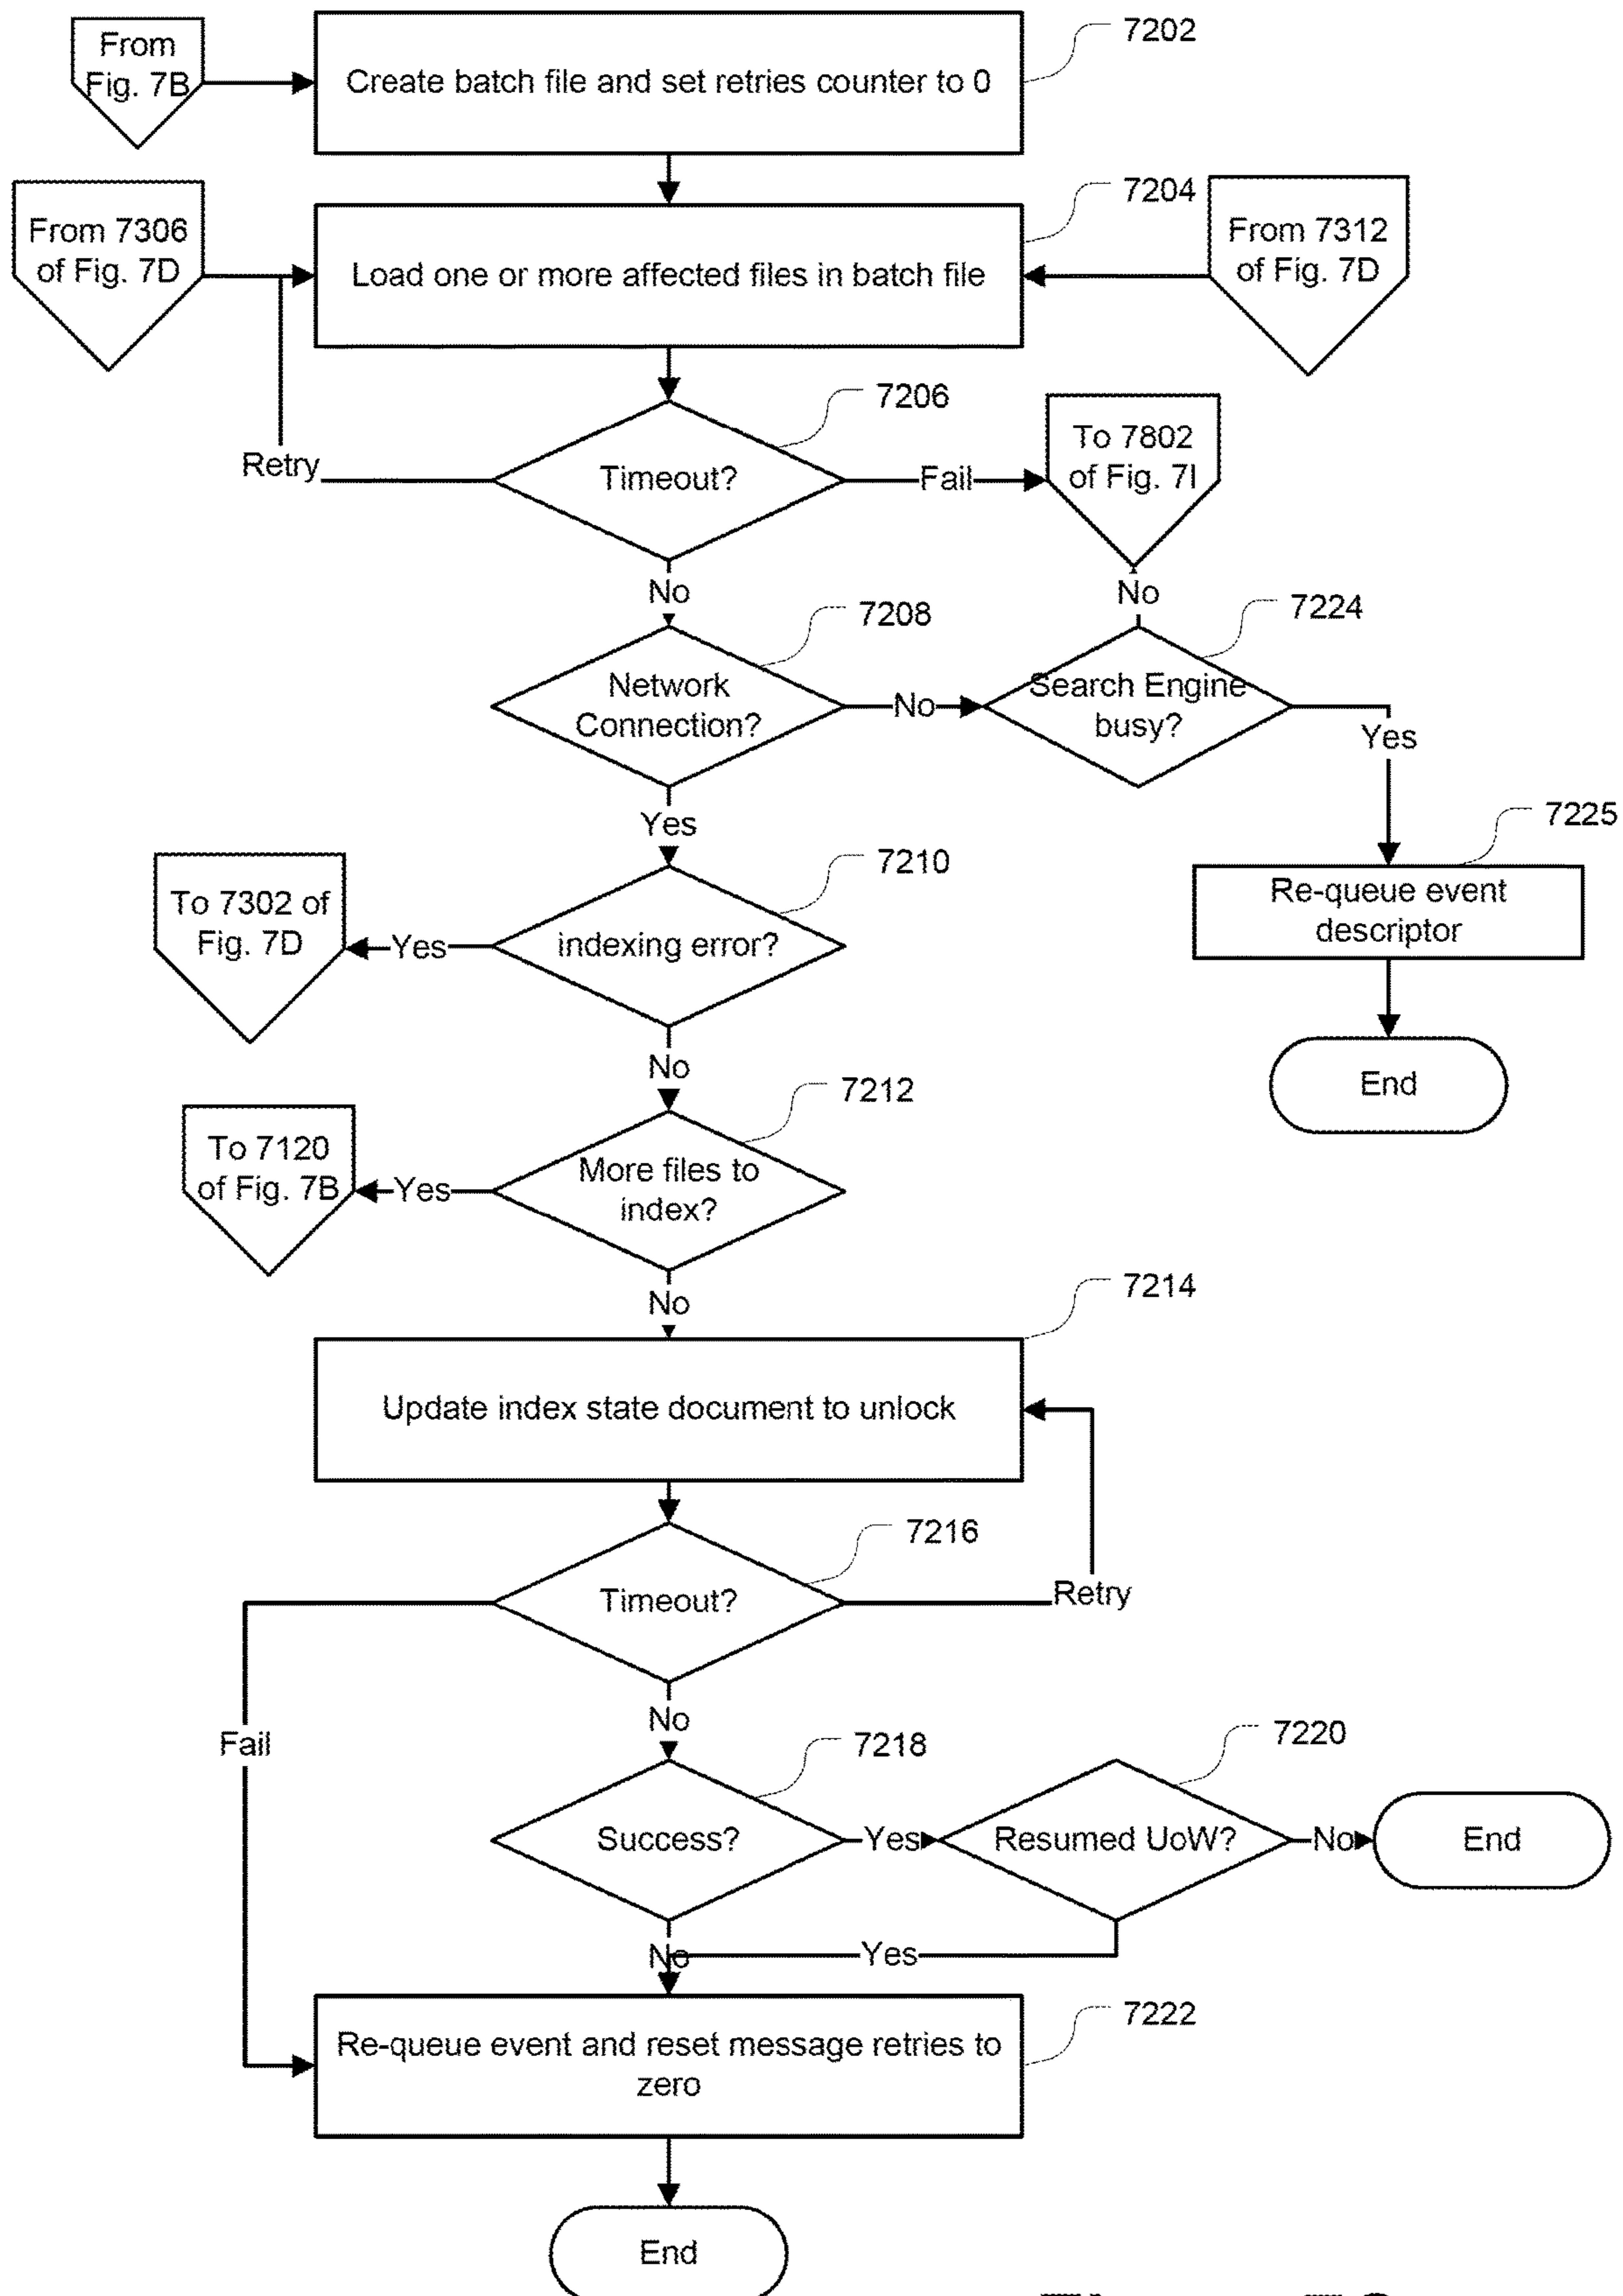 From
Fig. 7B
Create batch file and set retries counter to 0
7202
From 7306
of Fig. 7D
Load one or more affected files in batch file
7204
From 7312
of Fig. 7D
Retry
Timeout?
7206
Fail
To 7802
of Fig. 7I
No
No
Network
Connection?
7208
No
Search Engine
busy?
7224
Yes
Yes
7225
Re-queue event
descriptor
End
To 7302 of
Fig. 7D
Yes
indexing error?
7210
No
To 7120
of Fig. 7B
Yes
More files to
index?
7212
No
Update index state document to unlock
7214
Timeout?
7216
Retry
Fail
No
Success?
7218
Yes
Resumed UoW?
7220
No
End
No
Yes
Re-queue event and reset message retries to
zero
7222
End